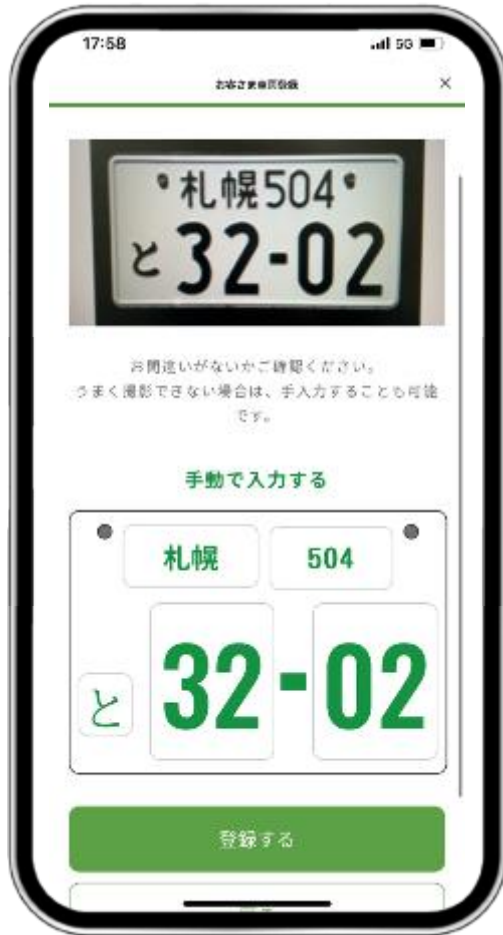 17:58
5G
お客さま車両登録
×
札幌504
と 32-02
お間違いがないかご確認ください。
うまく撮影できない場合は、手入力することも可能
です。
手動で入力する
札幌 504
と 32-02
登録する